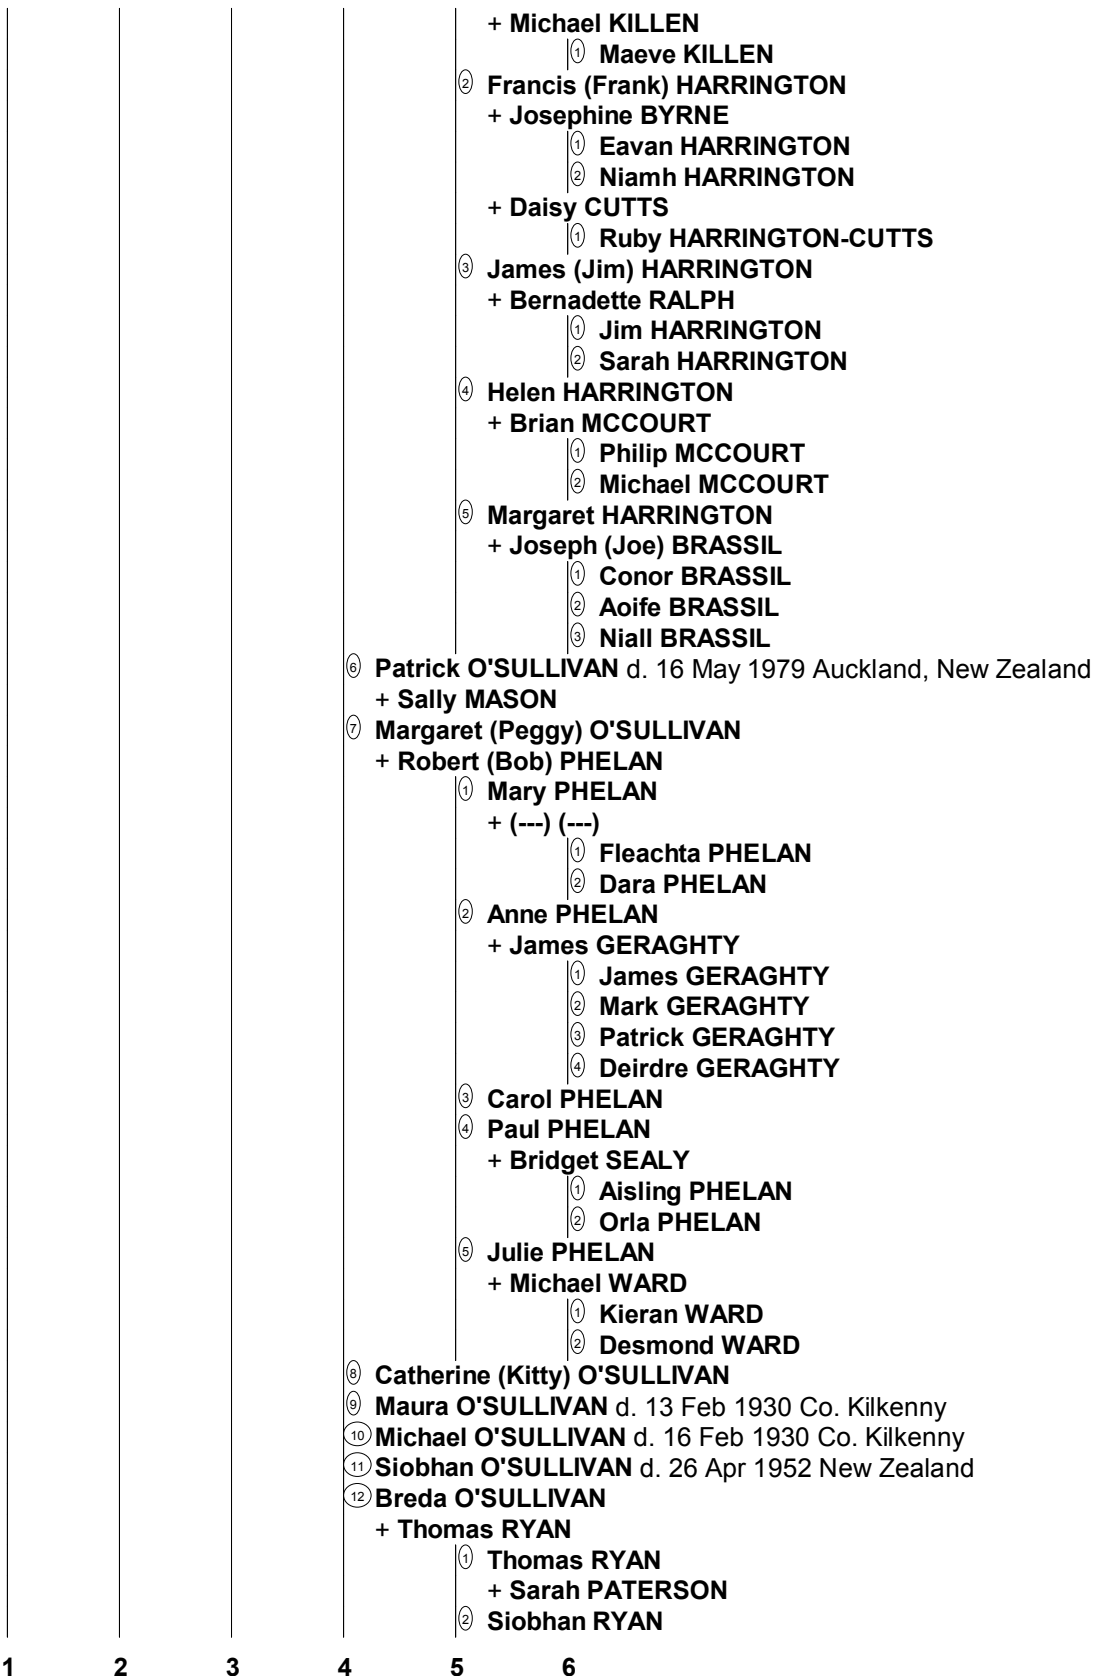 + Michael KILLEN
1 Maeve KILLEN
2 Francis (Frank) HARRINGTON
+ Josephine BYRNE
1 Eavan HARRINGTON
2 Niamh HARRINGTON
+ Daisy CUTTS
1 Ruby HARRINGTON-CUTTS
3 James (Jim) HARRINGTON
+ Bernadette RALPH
1 Jim HARRINGTON
2 Sarah HARRINGTON
4 Helen HARRINGTON
+ Brian MCCOURT
1 Philip MCCOURT
2 Michael MCCOURT
5 Margaret HARRINGTON
+ Joseph (Joe) BRASSIL
1 Conor BRASSIL
2 Aoife BRASSIL
3 Niall BRASSIL
6 Patrick O'SULLIVAN d. 16 May 1979 Auckland, New Zealand
+ Sally MASON
7 Margaret (Peggy) O'SULLIVAN
+ Robert (Bob) PHELAN
1 Mary PHELAN
+ (---) (---)
1 Fleachta PHELAN
2 Dara PHELAN
2 Anne PHELAN
+ James GERAGHTY
1 James GERAGHTY
2 Mark GERAGHTY
3 Patrick GERAGHTY
4 Deirdre GERAGHTY
3 Carol PHELAN
4 Paul PHELAN
+ Bridget SEALY
1 Aisling PHELAN
2 Orla PHELAN
5 Julie PHELAN
+ Michael WARD
1 Kieran WARD
2 Desmond WARD
8 Catherine (Kitty) O'SULLIVAN
9 Maura O'SULLIVAN d. 13 Feb 1930 Co. Kilkenny
10 Michael O'SULLIVAN d. 16 Feb 1930 Co. Kilkenny
11 Siobhan O'SULLIVAN d. 26 Apr 1952 New Zealand
12 Breda O'SULLIVAN
+ Thomas RYAN
1 Thomas RYAN
+ Sarah PATERSON
2 Siobhan RYAN
1 2 3 4 5 6